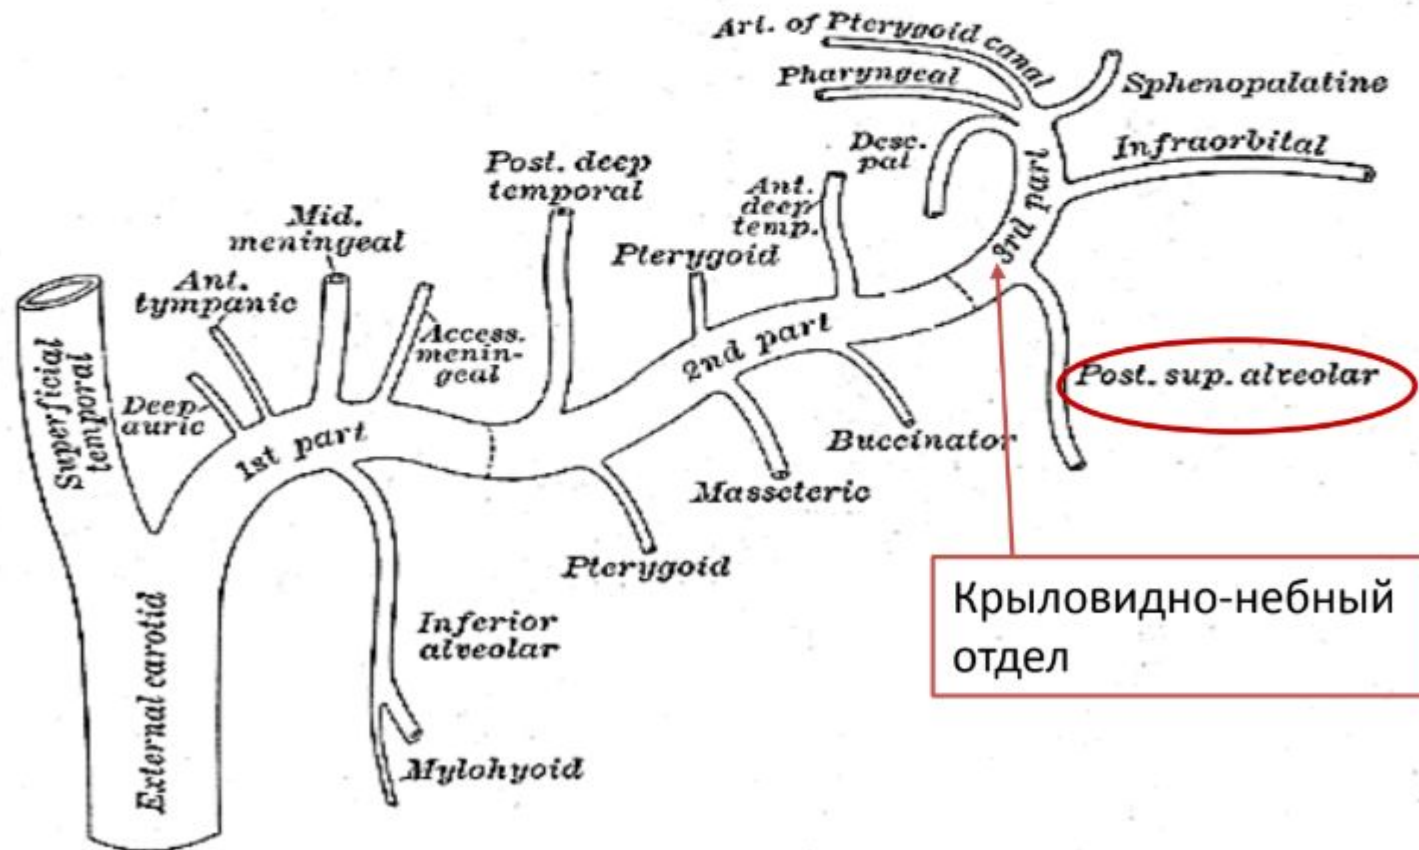 Art. of Pterygoid canal
Pharyngeal
Sphenopalatine
Desc.
pal
Infraorbital
3rd part
Post. deep
temporal
Ant.
deep
temp.
Mid.
meningeal
Pterygoid
Ant.
tympanic
Access.
menin-
geal
2nd part
Superficial
temporal
Deep
auric
1st part
Post. sup. alveolar
Buccinator
Masseteric
Pterygoid
Крыловидно-небный
отдел
External carotid
Inferior
alveolar
Mylohyoid